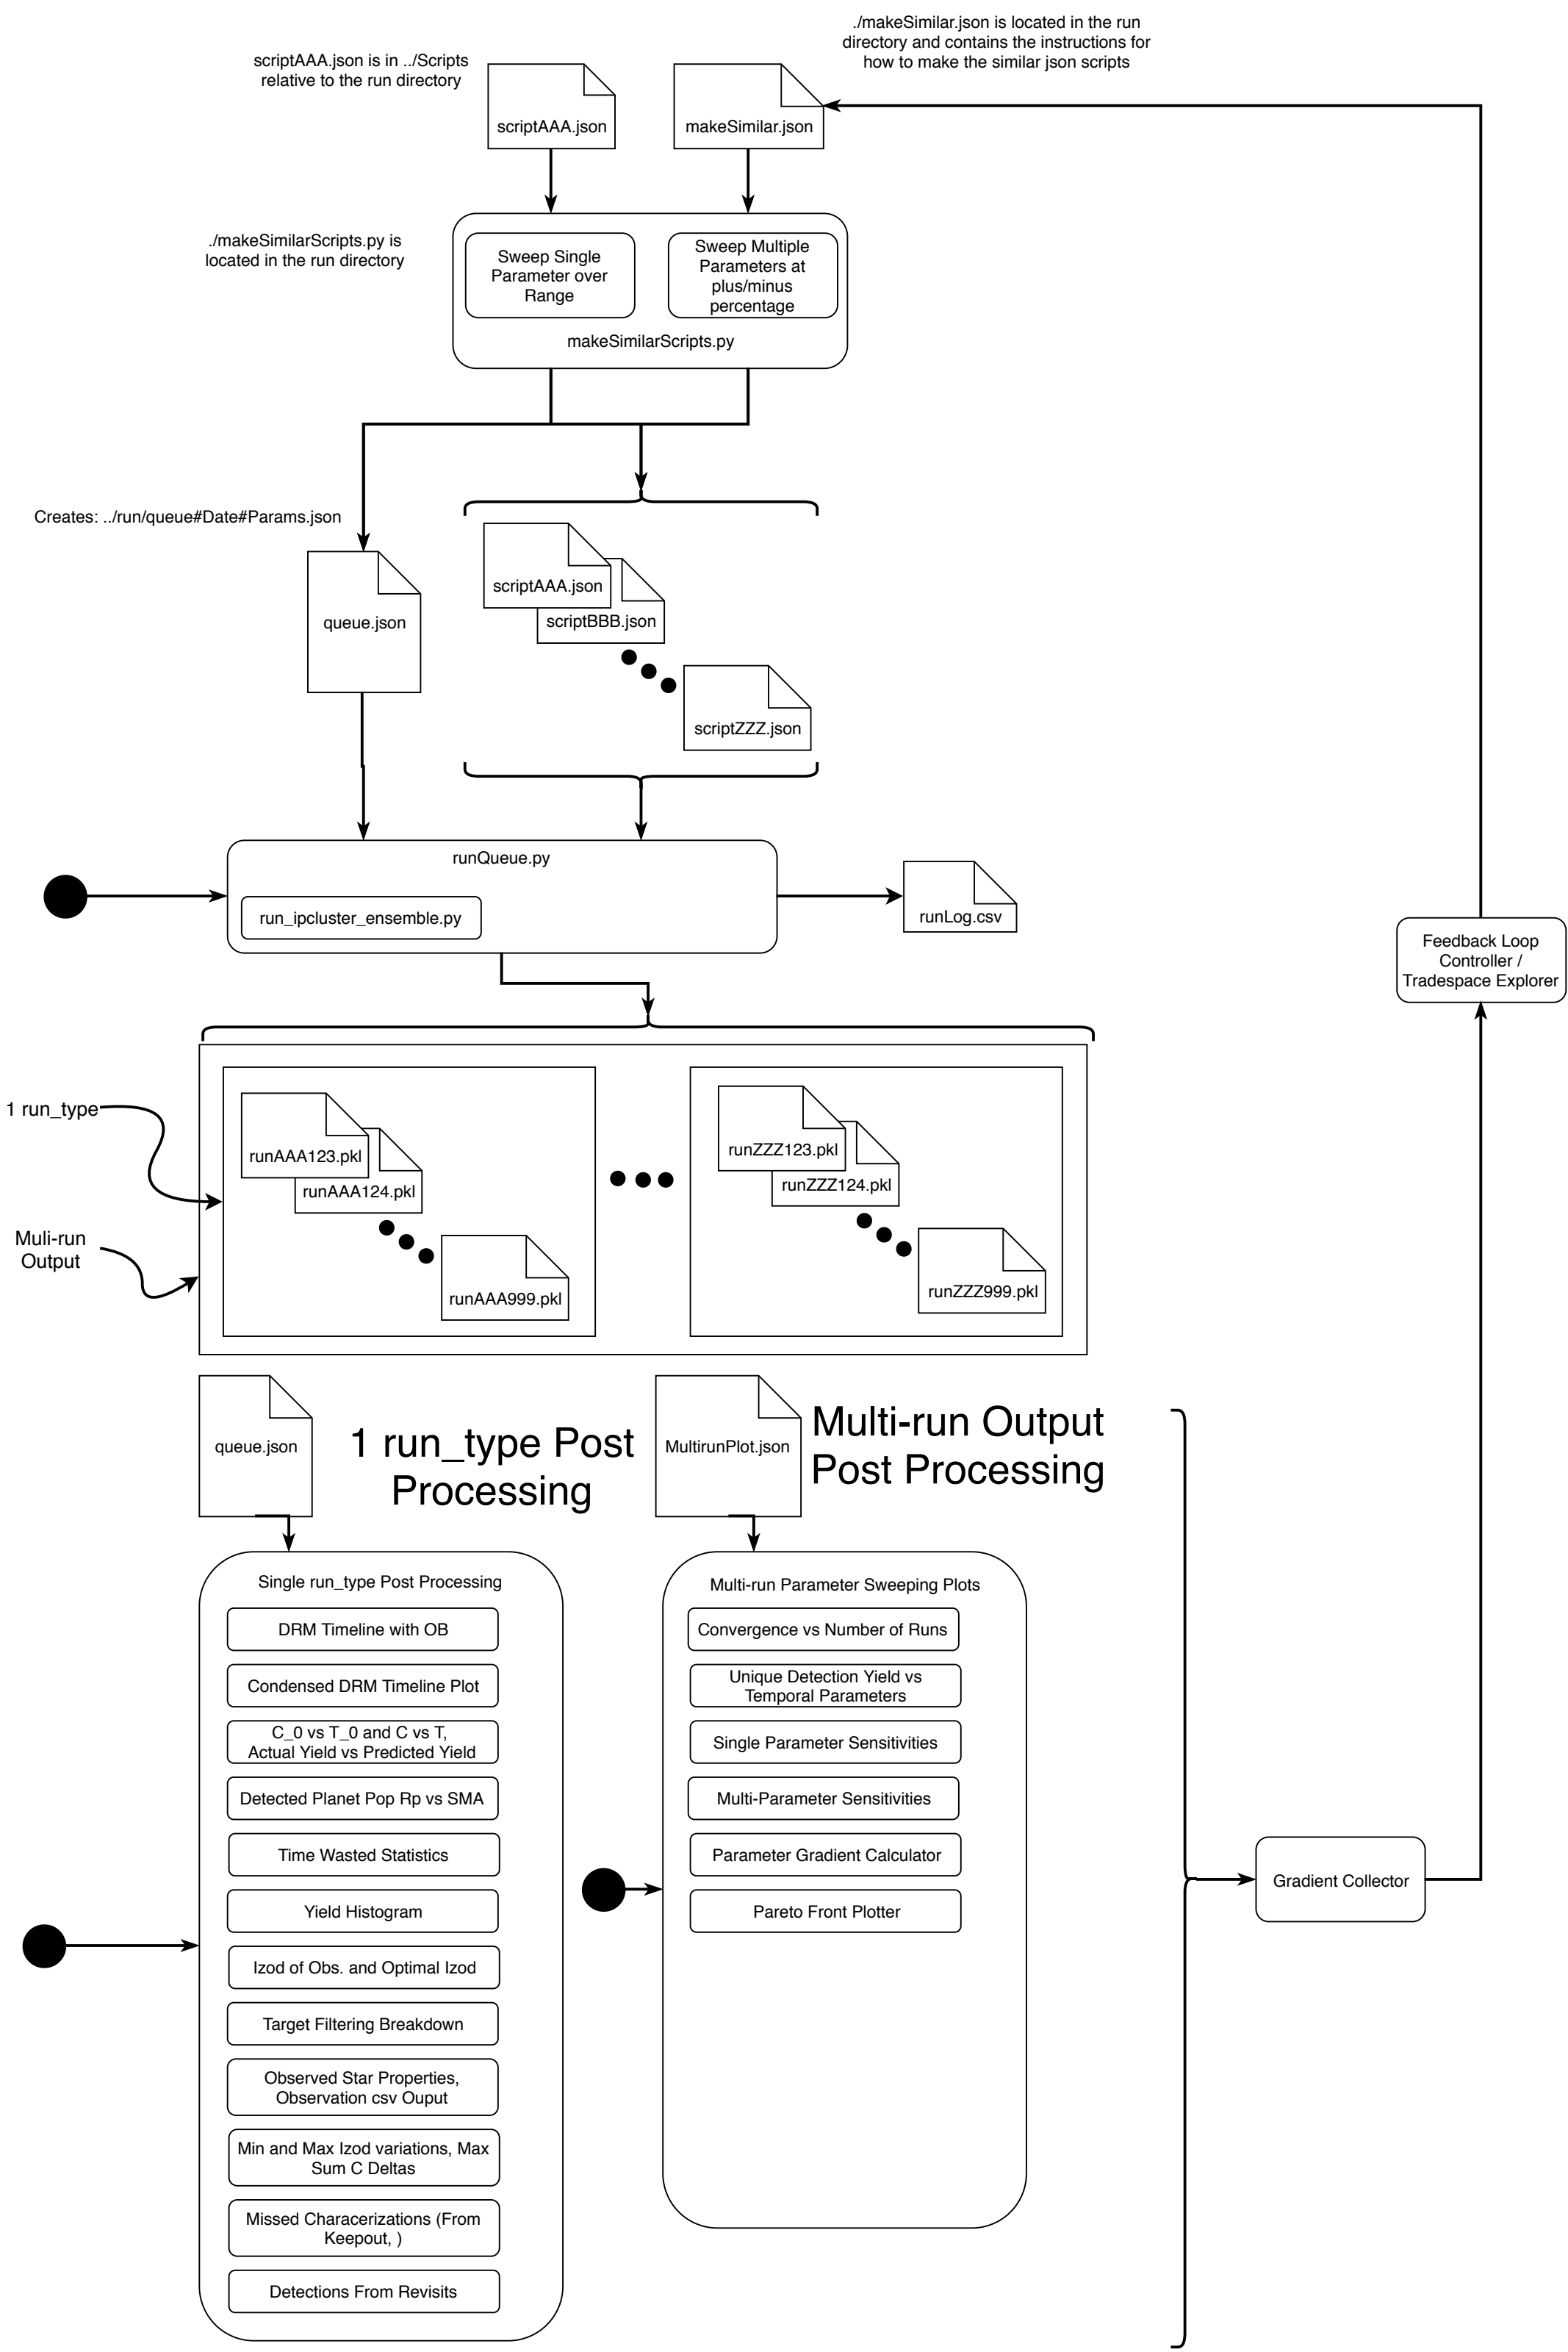 ./makeSimilar.json is located in the run
directory and contains the instructions for
how to make the similar json scripts
scriptAAA.json is in ../Scripts
relative to the run directory
scriptAAA.json
makeSimilar.json
./makeSimilarScripts.py is
located in the run directory
Sweep Single
Parameter over
Range
Sweep Multiple
Parameters at
plus/minus
percentage
makeSimilarScripts.py
Creates: ../run/queue#Date#Params.json
queue.json
scriptAAA.json
scriptBBB.json
scriptZZZ.json
runQueue.py
run_ipcluster_ensemble.py
runLog.csv
Feedback Loop
Controller /
Tradespace Explorer
1 run_type
Muli-run
Output
runAAA123.pkl
runAAA124.pkl
runAAA999.pkl
runZZZ123.pkl
runZZZ124.pkl
runZZZ999.pkl
queue.json
1 run_type Post
Processing
MultirunPlot.json
Multi-run Output
Post Processing
Single run_type Post Processing
DRM Timeline with OB
Condensed DRM Timeline Plot
C_0 vs T_0 and C vs T,
Actual Yield vs Predicted Yield
Detected Planet Pop Rp vs SMA
Time Wasted Statistics
Yield Histogram
Izod of Obs. and Optimal Izod
Target Filtering Breakdown
Observed Star Properties,
Observation csv Ouput
Min and Max Izod variations, Max
Sum C Deltas
Missed Characerizations (From
Keepout, )
Detections From Revisits
Multi-run Parameter Sweeping Plots
Convergence vs Number of Runs
Unique Detection Yield vs
Temporal Parameters
Single Parameter Sensitivities
Multi-Parameter Sensitivities
Parameter Gradient Calculator
Pareto Front Plotter
Gradient Collector